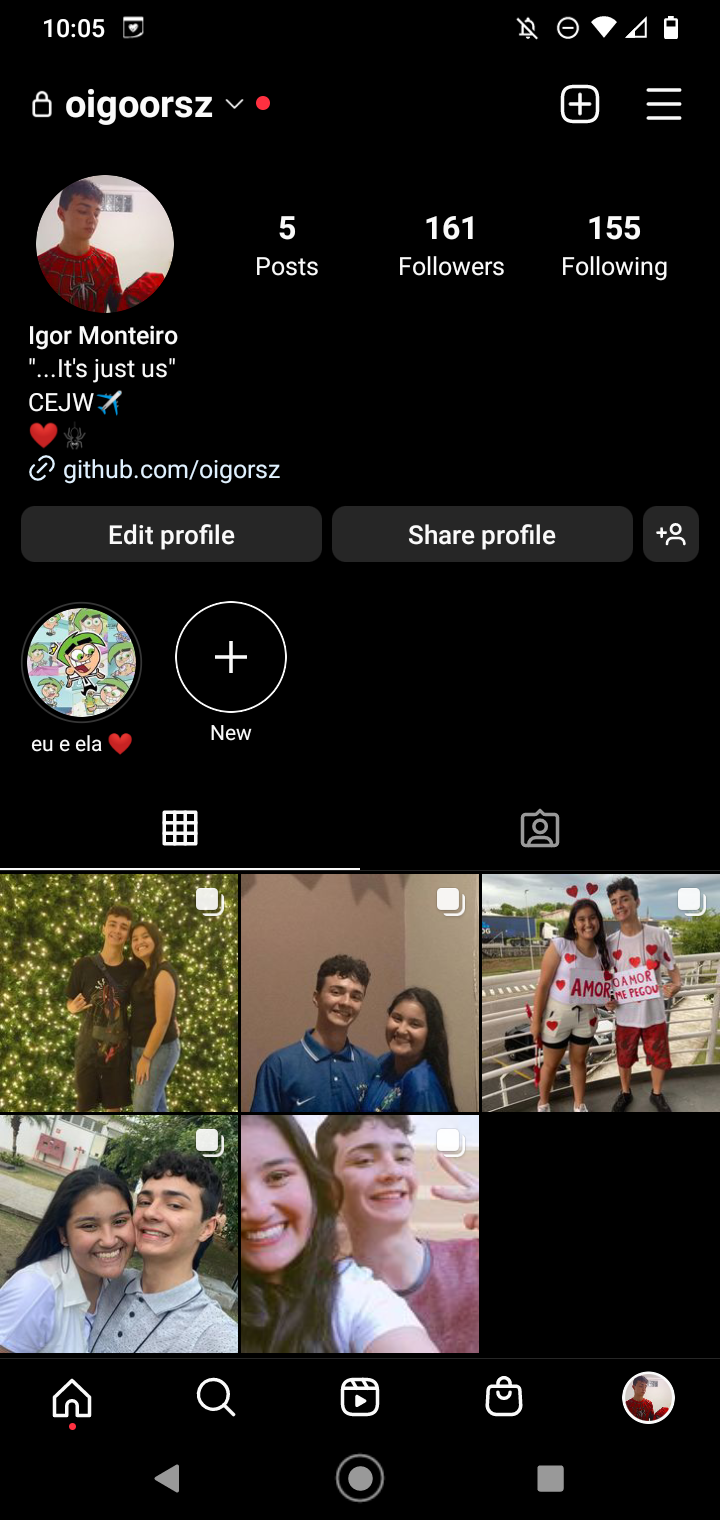 10:05
oigoorsz
5
Posts
161
Followers
155
Following
Igor Monteiro
"...It's just us"
CEJW✈️
❤️🕷️
github.com/oigorsz
Edit profile
Share profile
eu e ela ❤️
New
AMOR
O AMOR
ME PEGOU